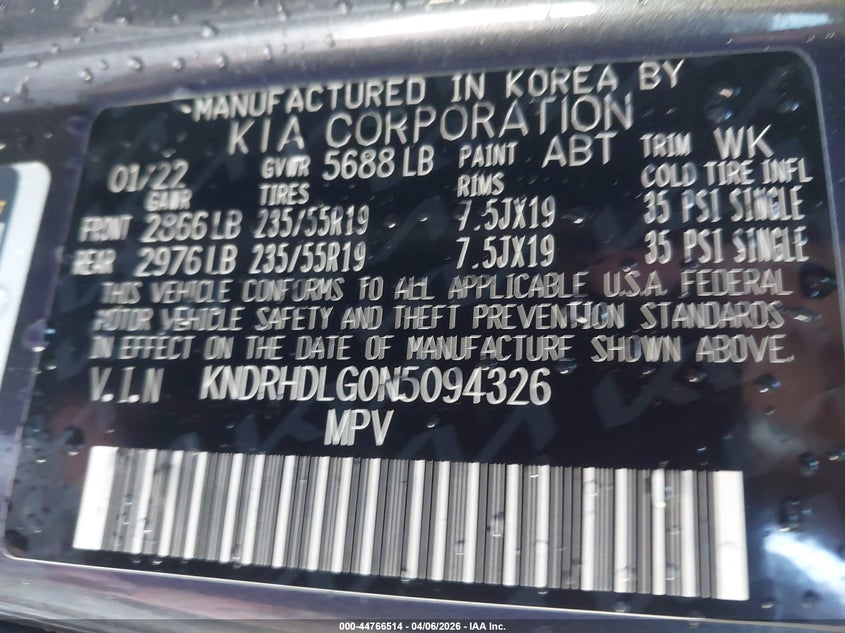 MANUFACTURED IN KOREA BY
KIA CORPORATION
01/22 GVWR 5688 LB PAINT ABT TRIM WK
GAWR TIRES RIMS COLD TIRE INFL
FRONT 2866 LB 235/55R19 7.5JX19 35 PSI SINGLE
REAR 2976 LB 235/55R19 7.5JX19 35 PSI SINGLE
THIS VEHICLE CONFORMS TO ALL APPLICABLE U.S.A. FEDERAL
MOTOR VEHICLE SAFETY AND THEFT PREVENTION STANDARDS
IN EFFECT ON THE DATE OF MANUFACTURE SHOWN ABOVE.
V.I.N KNDRHDLG0N5094326
MPV
000-44766514 - 04/06/2026 - IAA Inc.